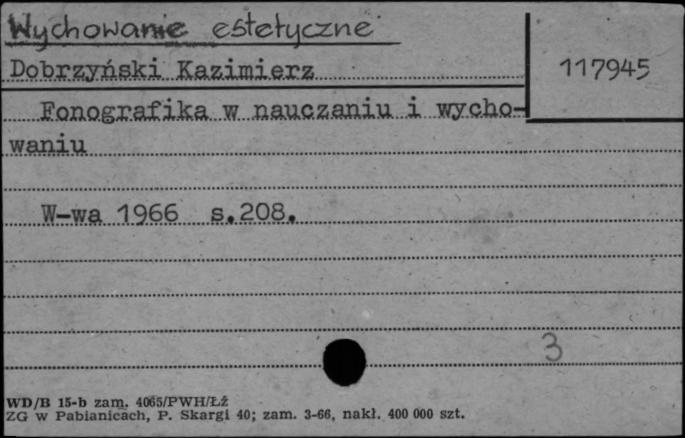 Wychowanie estetyczne
Dobrzyński Kazimierz
117945
Fonografika w nauczaniu i wycho-
waniu
W-wa 1966 s.208.
3
WD/B 15-b zam. 4065/PWH/ŁŹ
ZG w Pabianicach, P. Skargi 40; zam. 3-66, nakł. 400 000 szt.